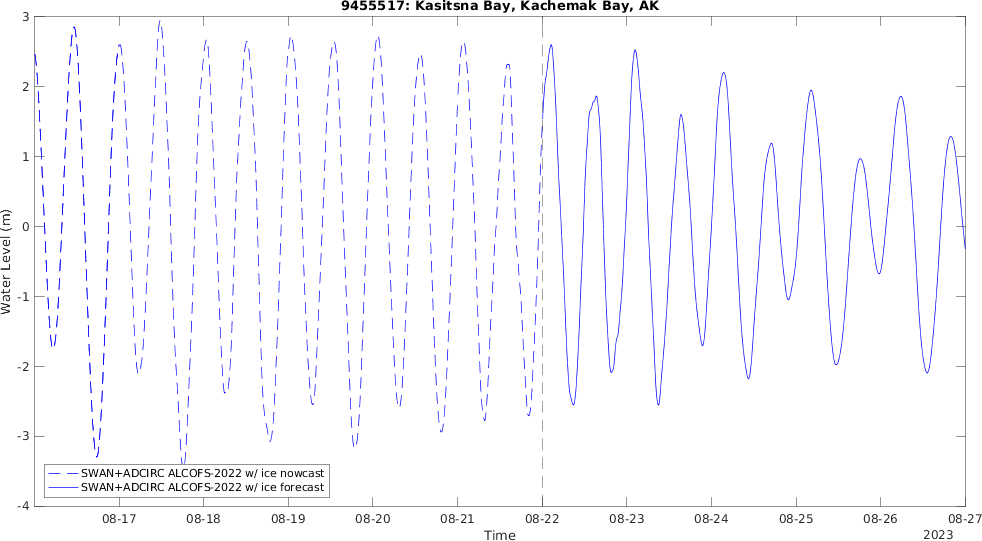 9455517: Kasitsna Bay, Kachemak Bay, AK
3
2
1
0
-1
-2
-3
-4
Water Level (m)
SWAN+ADCIRC ALCOFS-2022 w/ ice nowcast
SWAN+ADCIRC ALCOFS-2022 w/ ice forecast
08-17 08-18 08-19 08-20 08-21 08-22 08-23 08-24 08-25 08-26 08-27
Time
2023